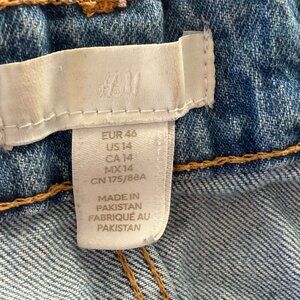 H&M
EUR 46
US 14
CA 14
MX 14
CN 175/88A
MADE IN
PAKISTAN
FABRIQUÉ AU
PAKISTAN